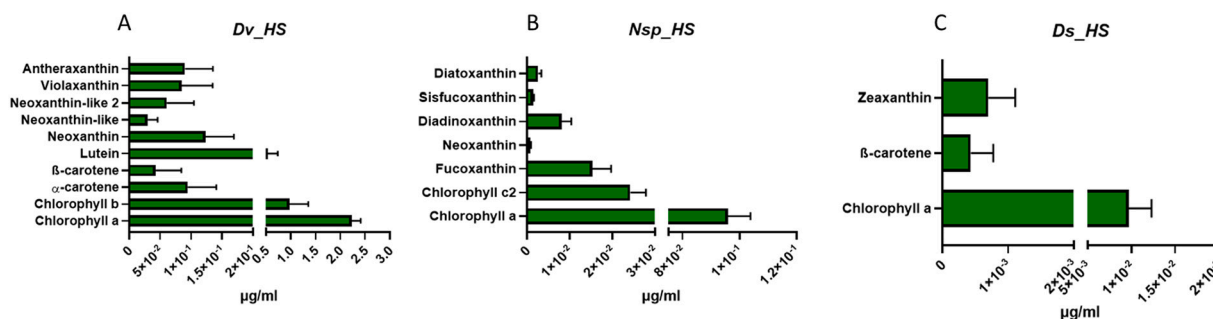 A
Dv_HS
Antheraxanthin
Violaxanthin
Neoxanthin-like 2
Neoxanthin-like
Neoxanthin
Lutein
ß-carotene
α-carotene
Chlorophyll b
Chlorophyll a
0
5×10⁻²
1×10⁻¹
1.5×10⁻¹
2×10⁻¹
0.5
1.0
1.5
2.0
2.5
3.0
µg/ml
B
Nsp_HS
Diatoxanthin
Sisfucoxanthin
Diadinoxanthin
Neoxanthin
Fucoxanthin
Chlorophyll c2
Chlorophyll a
0
1×10⁻²
2×10⁻²
3×10⁻²
8×10⁻²
1×10⁻¹
1.2×10⁻¹
µg/ml
C
Ds_HS
Zeaxanthin
ß-carotene
Chlorophyll a
0
1×10⁻³
2×10⁻³
5×10⁻³
1×10⁻²
1.5×10⁻²
µg/ml